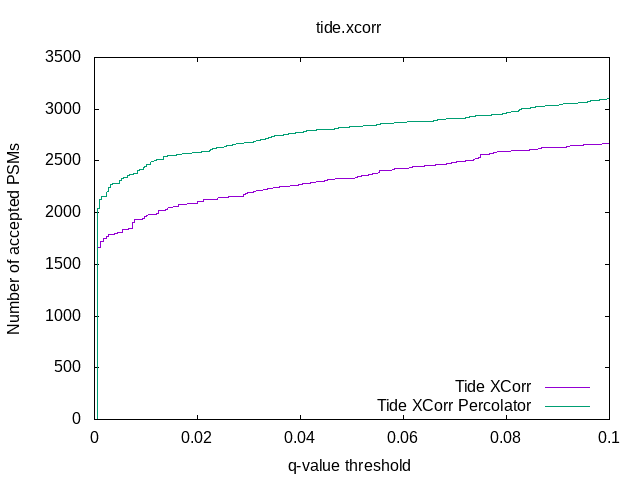 tide.xcorr
3500
3000
2500
2000
1500
1000
500
0
Number of accepted PSMs
Tide XCorr
Tide XCorr Percolator
0 0.02 0.04 0.06 0.08 0.1
q-value threshold